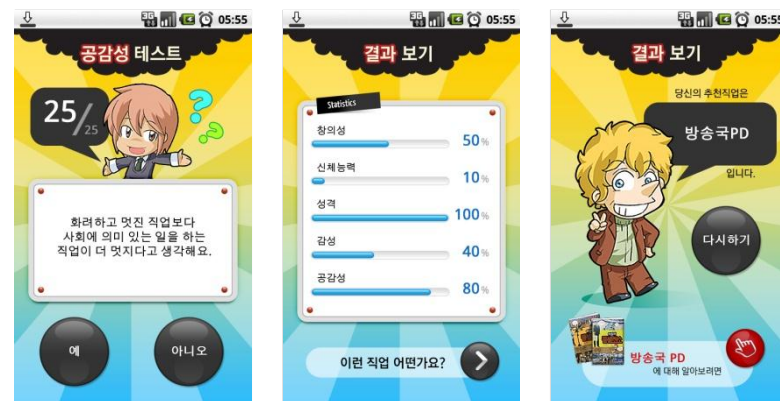 3G 05:55
공감성 테스트
25/25
화려하고 멋진 직업보다
사회에 의미 있는 일을 하는
직업이 더 멋지다고 생각해요.
예
아니오
3G 05:55
결과 보기
Statistics
창의성
50%
신체능력
10%
성격
100%
감성
40%
공감성
80%
이런 직업 어떤가요?
3G 05:55
결과 보기
당신의 추천직업은
방송국PD
입니다.
다시하기
방송국 PD
에 대해 알아보려면